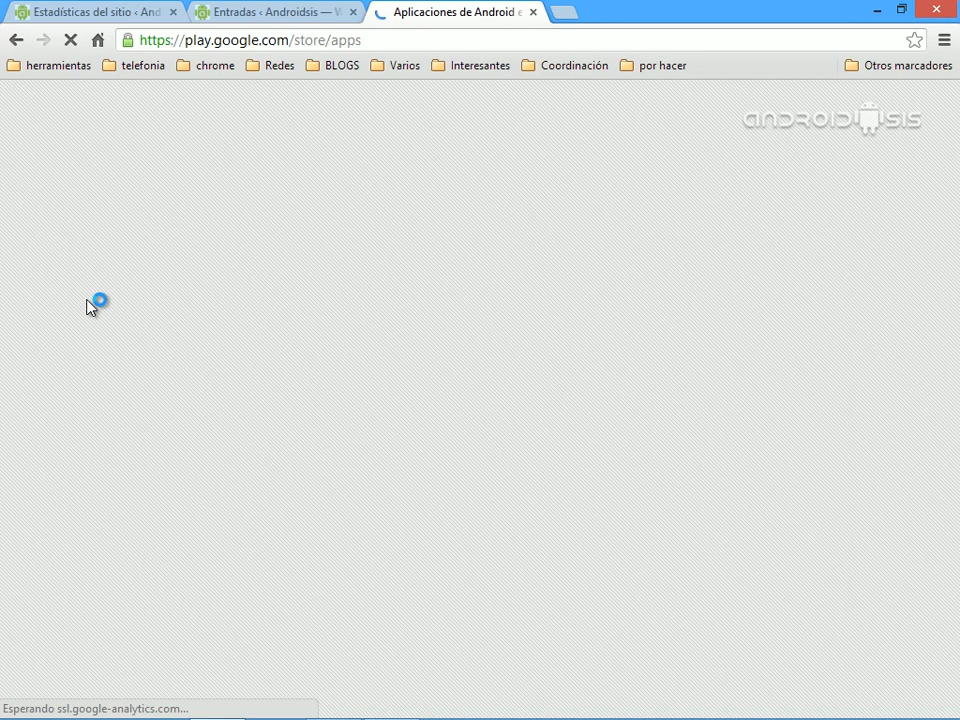 Estadísticas del sitio ‹ And
Entradas ‹ Androidsis — W
Aplicaciones de Android e
https://play.google.com/store/apps
herramientas
telefonia
chrome
Redes
BLOGS
Varios
Interesantes
Coordinación
por hacer
Otros marcadores
ANDROIDSIS
Esperando ssl.google-analytics.com...